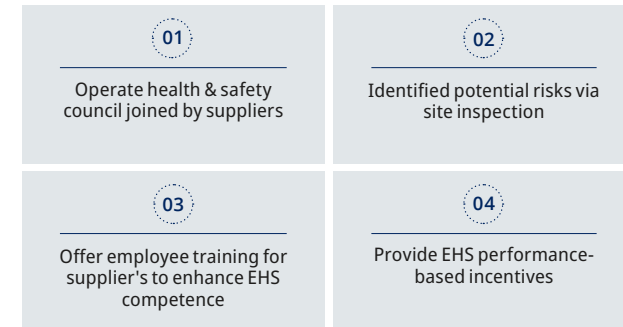 01
Operate health & safety
council joined by suppliers
02
Identified potential risks via
site inspection
03
Offer employee training for
supplier's to enhance EHS
competence
04
Provide EHS performance-
based incentives